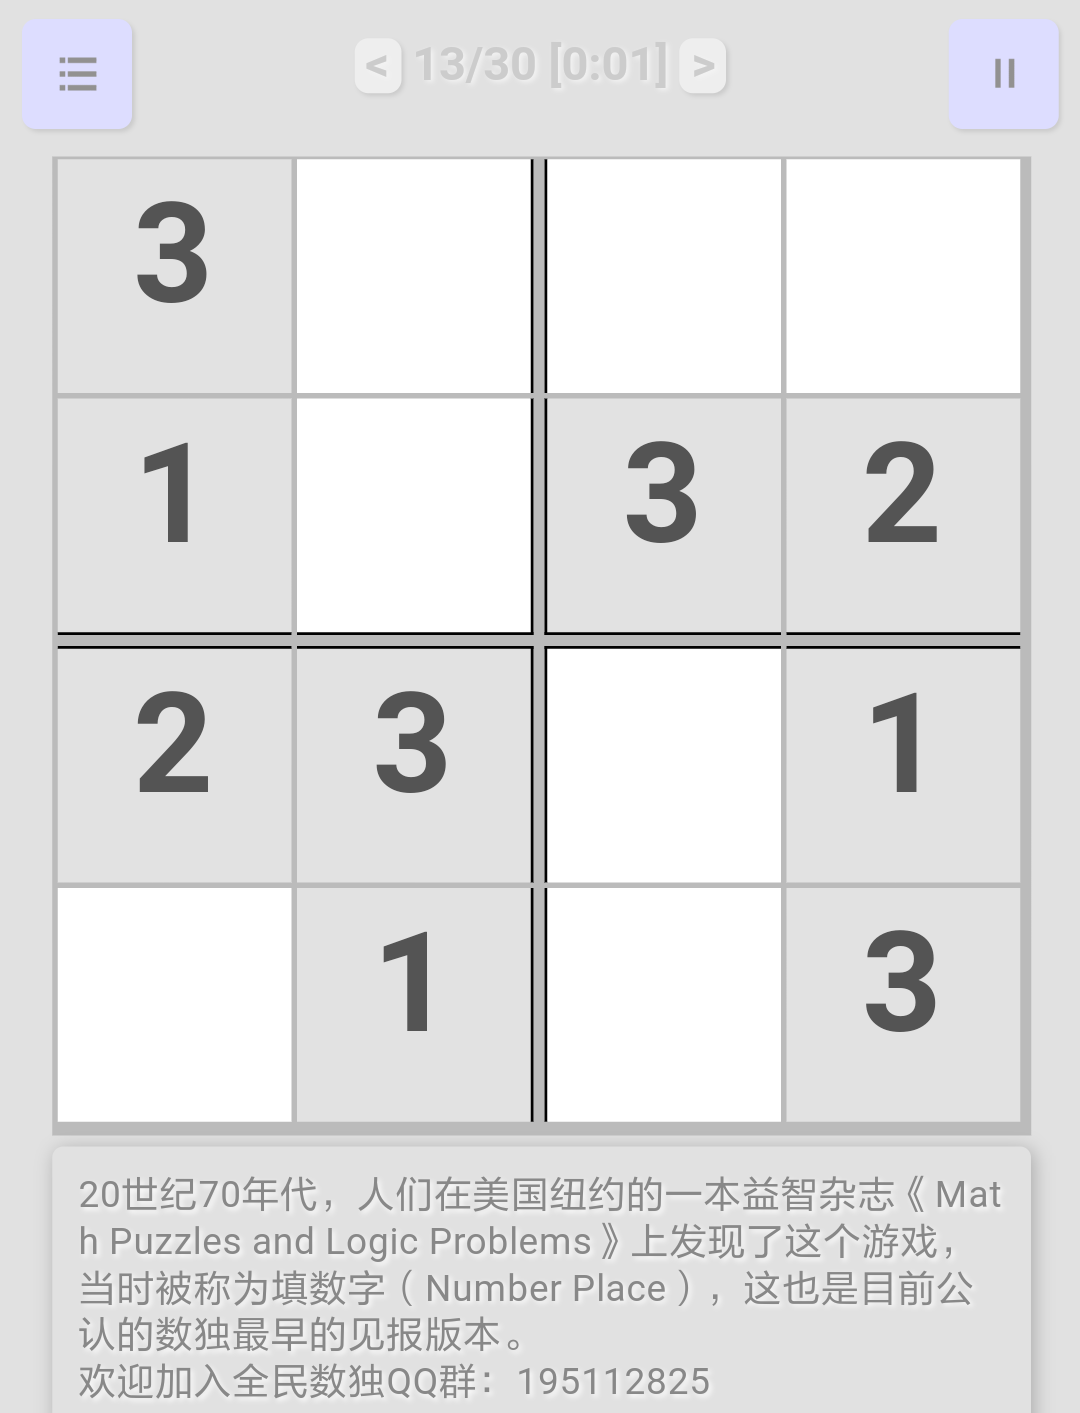 < 13/30 [0:01] >
3
1 3 2
2 3 1
1 3
20世纪70年代，人们在美国纽约的一本益智杂志《Mat
h Puzzles and Logic Problems》上发现了这个游戏，
当时被称为填数字（Number Place），这也是目前公
认的数独最早的见报版本。
欢迎加入全民数独QQ群：195112825